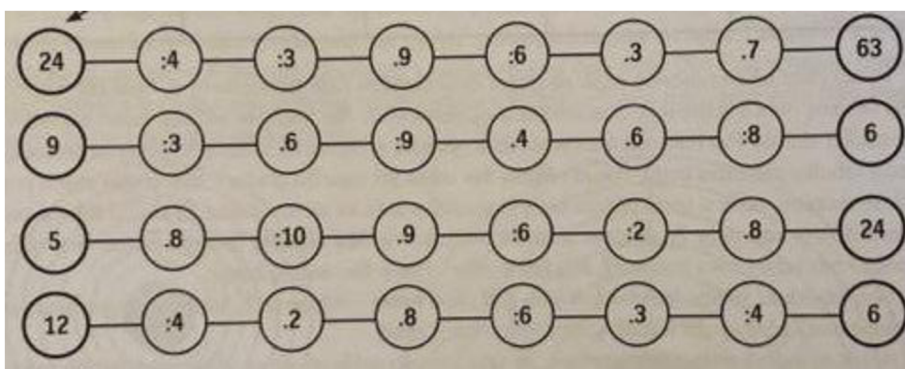 24 :4 :3 .9 :6 .3 .7 63
9 :3 .6 :9 .4 .6 :8 6
5 .8 :10 .9 :6 :2 .8 24
12 :4 .2 .8 :6 .3 :4 6